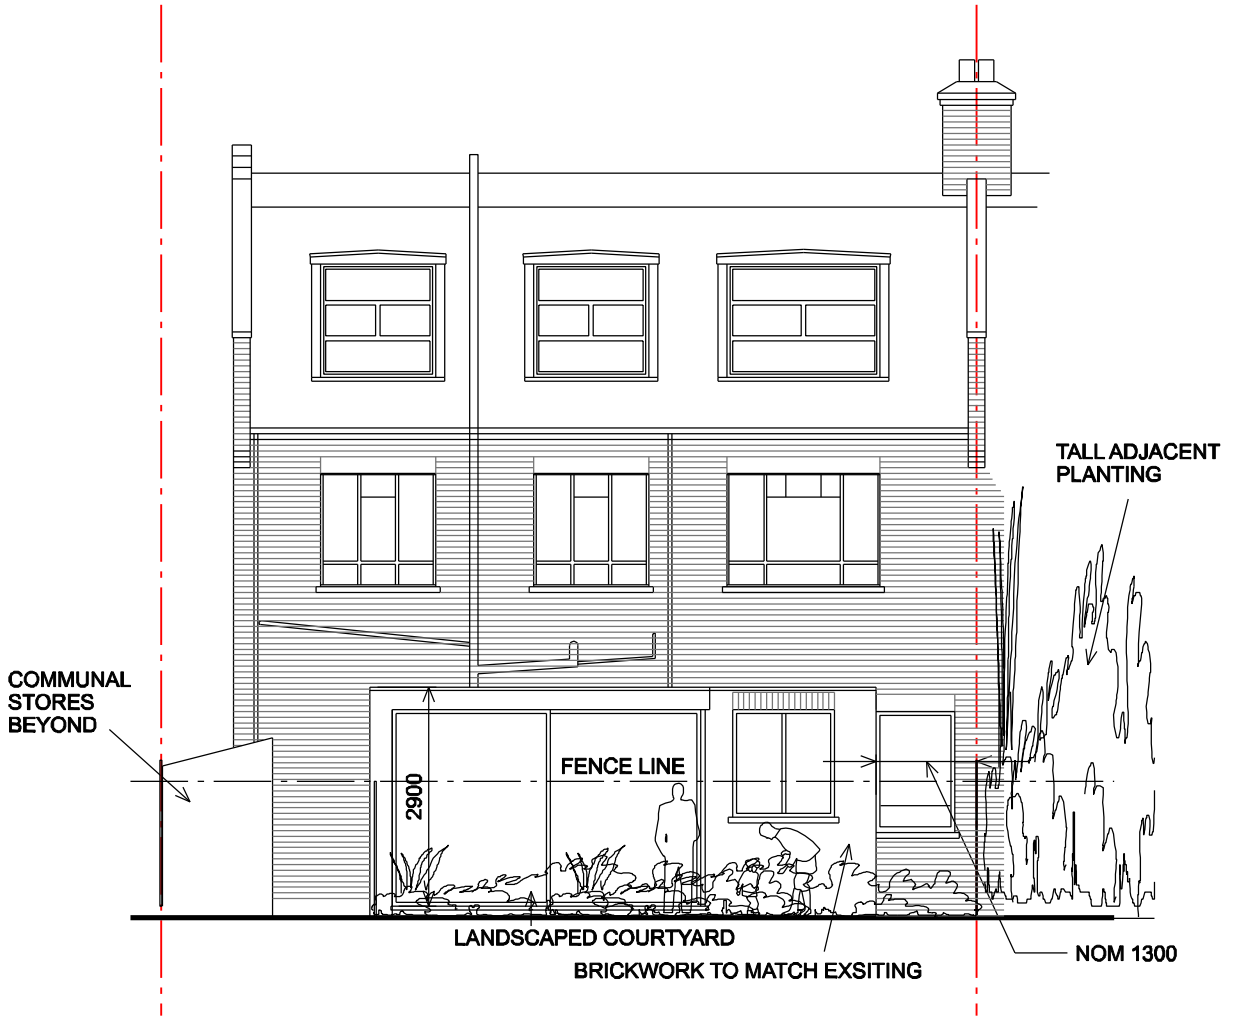 TALL ADJACENT
PLANTING
COMMUNAL
STORES
BEYOND
FENCE LINE
2900
LANDSCAPED COURTYARD
BRICKWORK TO MATCH EXSITING
NOM 1300